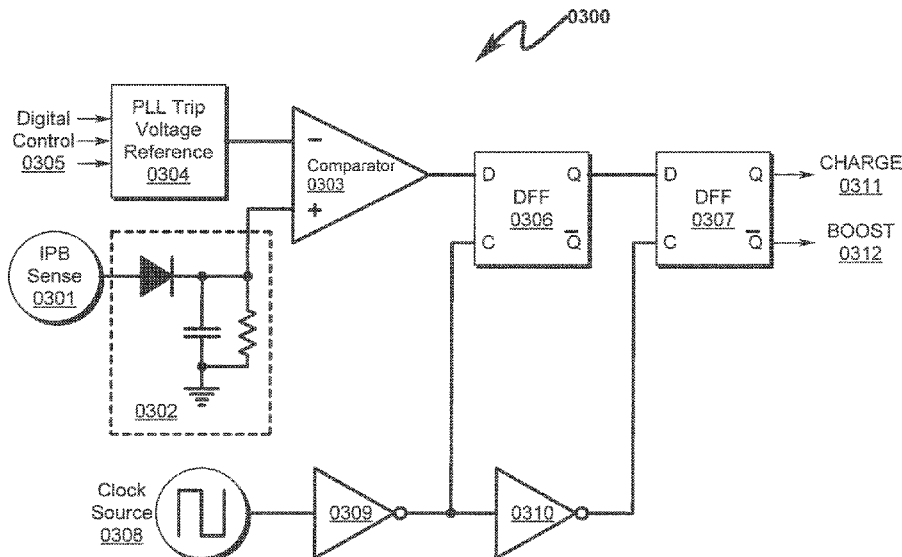 0300
Digital
Control
0305
PLL Trip
Voltage
Reference
0304
−
Comparator
0303
+
D
Q
DFF
0306
C
Q
D
Q
DFF
0307
C
Q
CHARGE
0311
BOOST
0312
IPB
Sense
0301
0302
Clock
Source
0308
0309
0310